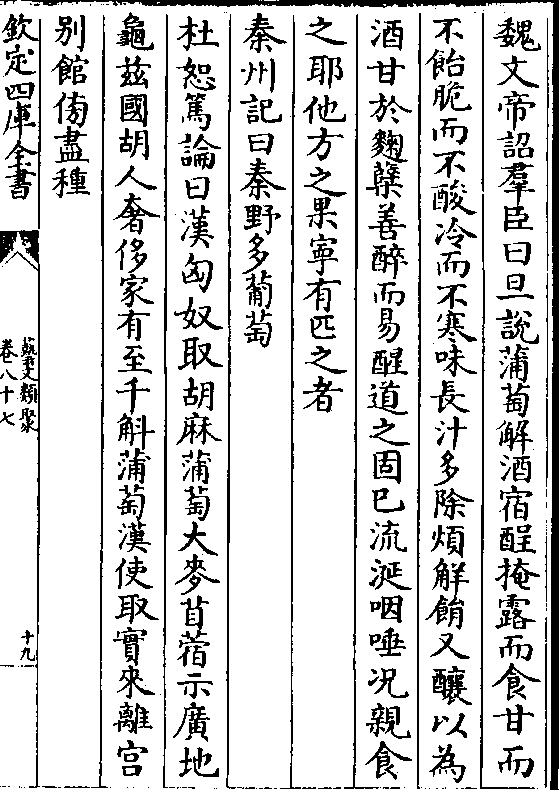 魏文帝詔羣臣曰旦說蒲萄解酒宿酲掩露而食甘而
不飴脆而不酸冷而不寒味長汁多除煩解䬼又釀以為
酒甘於麴糵善醉而易醒道之固已流涎咽唾况親食
之耶他方之果寧有匹之者
秦州記曰秦野多葡萄
杜恕篤論曰漢匈奴取胡麻蒲萄大麥苜蓿示廣地
龜茲國胡人奢侈家有至千斛蒲萄漢使取實來離宫
别館傍盡種
欽定四庫全書
藝文類聚
卷八十七
十九